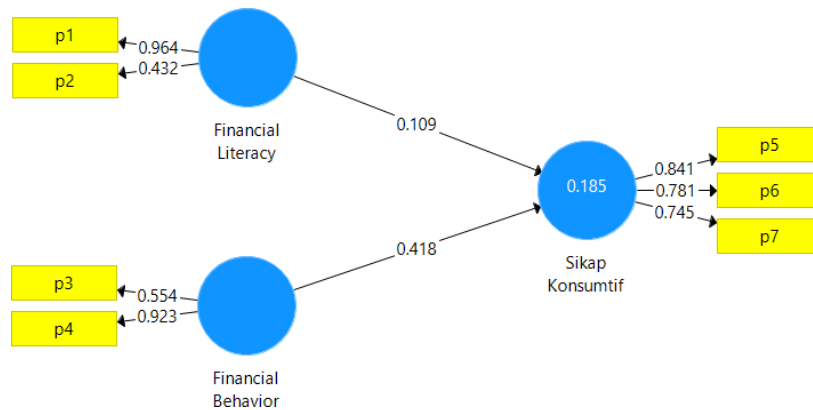 p1
0.964
p2
0.432
Financial
Literacy
0.109
p5
0.841
0.185
0.781
p6
0.745
p7
Sikap
Konsumtif
0.418
p3
0.554
p4
0.923
Financial
Behavior